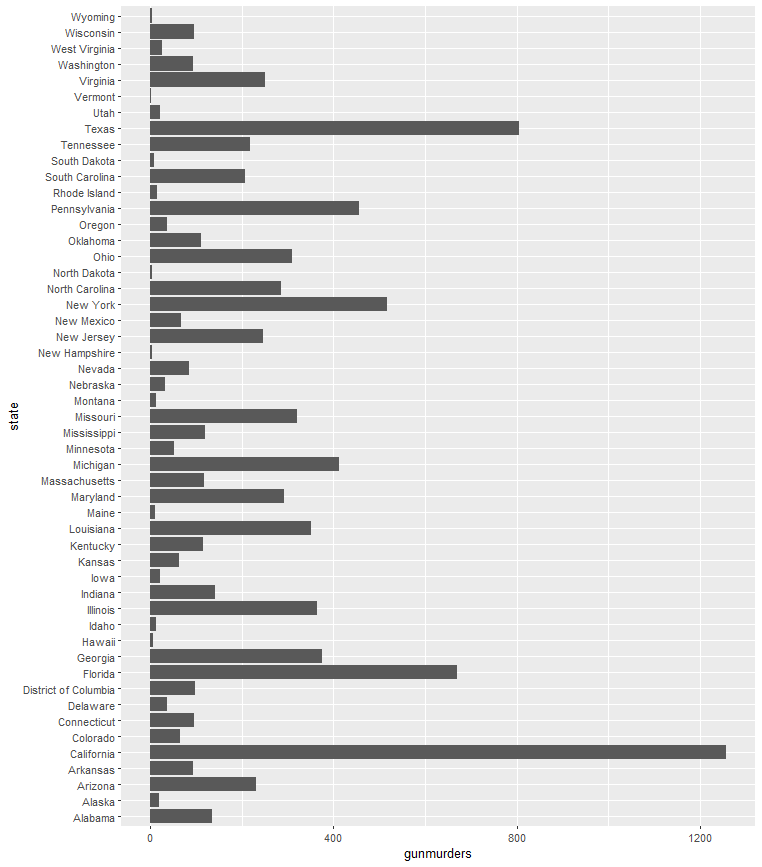 Wyoming
Wisconsin
West Virginia
Washington
Virginia
Vermont
Utah
Texas
Tennessee
South Dakota
South Carolina
Rhode Island
Pennsylvania
Oregon
Oklahoma
Ohio
North Dakota
North Carolina
New York
New Mexico
New Jersey
New Hampshire
Nevada
Nebraska
Montana
Missouri
Mississippi
Minnesota
Michigan
Massachusetts
Maryland
Maine
Louisiana
Kentucky
Kansas
Iowa
Indiana
Illinois
Idaho
Hawaii
Georgia
Florida
District of Columbia
Delaware
Connecticut
Colorado
California
Arkansas
Arizona
Alaska
Alabama
state
0 400 800 1200
gunmurders